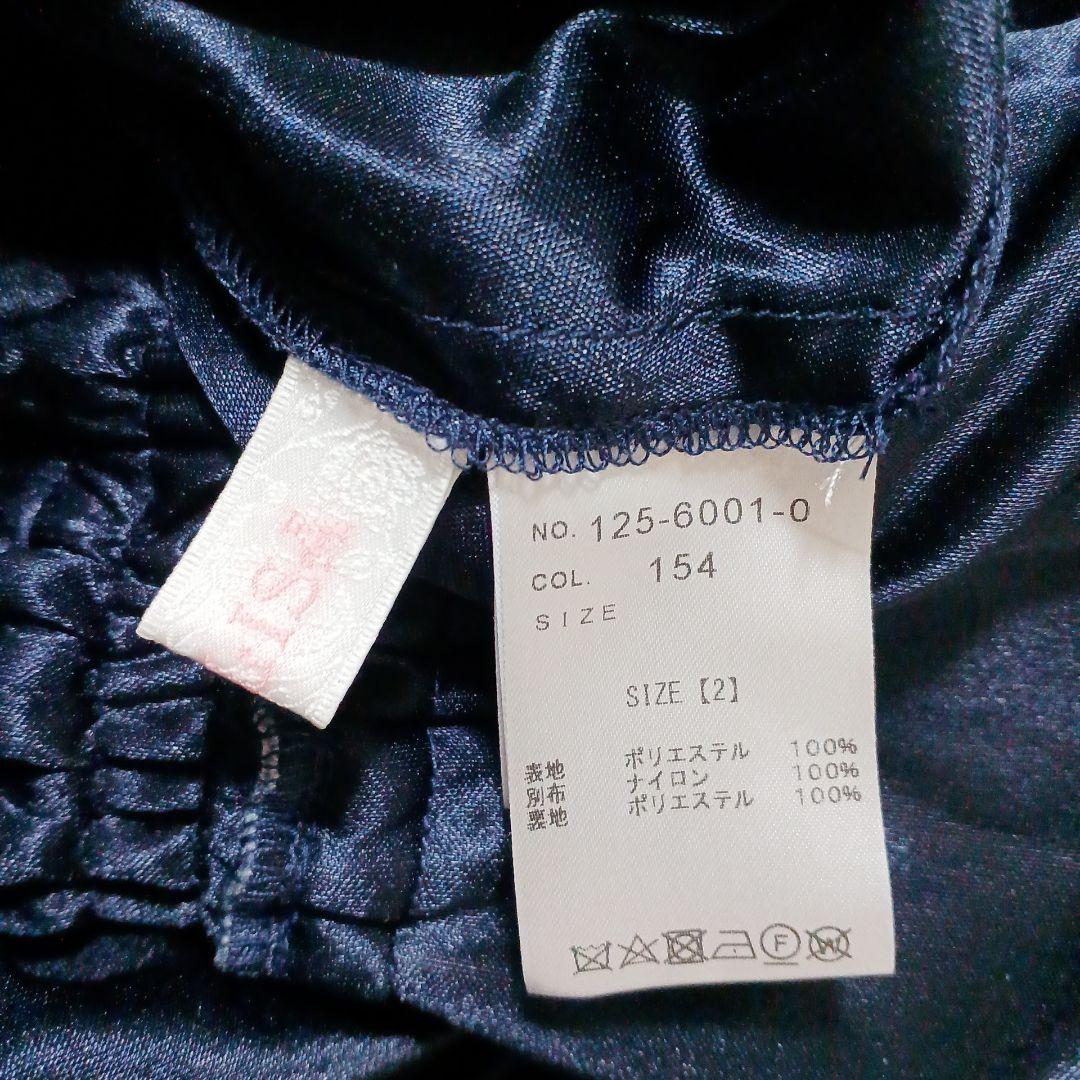 LISA
NO. 125-6001-0
COL. 154
SIZE
SIZE【2】
表地 ポリエステル 100%
別布 ナイロン 100%
裏地 ポリエステル 100%
F
W